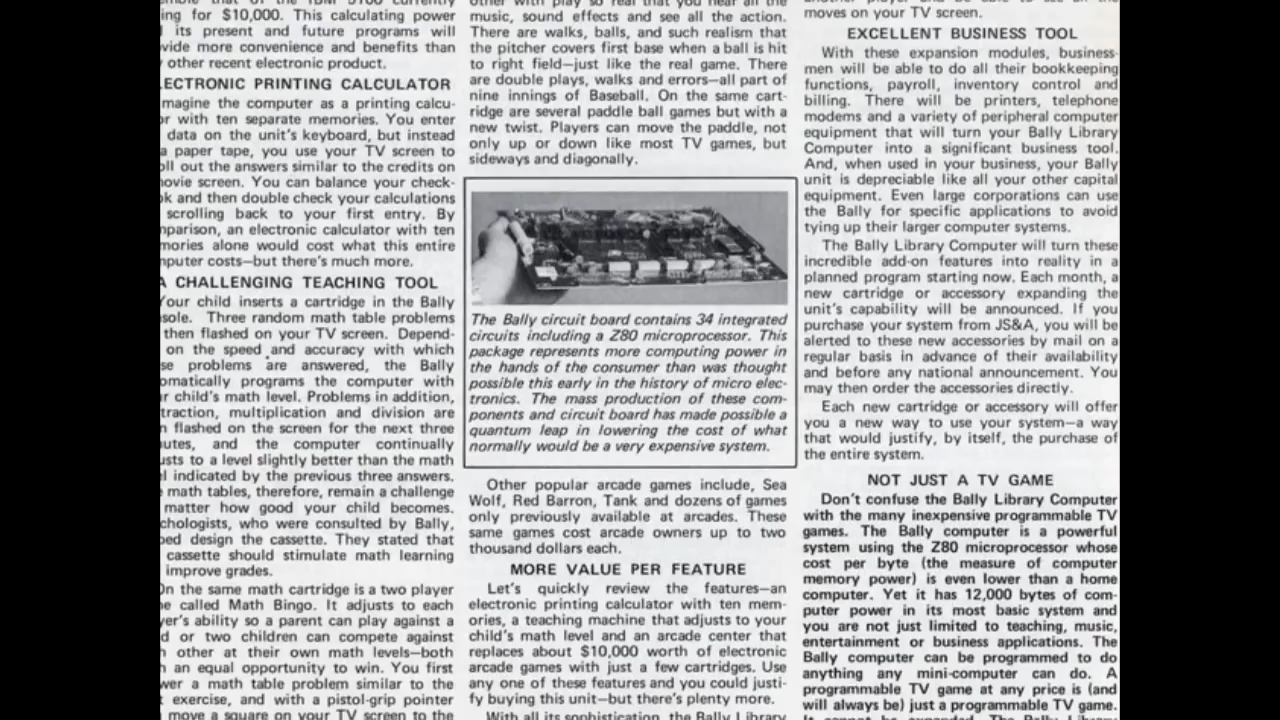 ing for $10,000. This calculating power
its present and future programs will
vide more convenience and benefits than
other recent electronic product.
ECTRONIC PRINTING CALCULATOR
magine the computer as a printing calcu-
or with ten separate memories. You enter
data on the unit's keyboard, but instead
a paper tape, you use your TV screen to
oll out the answers similar to the credits on
ovie screen. You can balance your check-
k and then double check your calculations
scrolling back to your first entry. By
mparison, an electronic calculator with ten
mories alone would cost what this entire
mputer costs—but there's much more.
A CHALLENGING TEACHING TOOL
Your child inserts a cartridge in the Bally
sole. Three random math table problems
then flashed on your TV screen. Depend-
on the speed and accuracy with which
se problems are answered, the Bally
omatically programs the computer with
r child's math level. Problems in addition,
traction, multiplication and division are
n flashed on the screen for the next three
utes, and the computer continually
usts to a level slightly better than the math
l indicated by the previous three answers.
math tables, therefore, remain a challenge
matter how good your child becomes.
chologists, who were consulted by Bally,
ped design the cassette. They stated that
cassette should stimulate math learning
improve grades.
On the same math cartridge is a two player
e called Math Bingo. It adjusts to each
yer's ability so a parent can play against a
d or two children can compete against
h other at their own math levels—both
h an equal opportunity to win. You first
wer a math table problem similar to the
exercise, and with a pistol-grip pointer
move a square on your TV screen to the
other with play so real that you hear all the
music, sound effects and see all the action.
There are walks, balls, and such realism that
the pitcher covers first base when a ball is hit
to right field—just like the real game. There
are double plays, walks and errors—all part of
nine innings of Baseball. On the same cart-
ridge are several paddle ball games but with a
new twist. Players can move the paddle, not
only up or down like most TV games, but
sideways and diagonally.
The Bally circuit board contains 34 integrated
circuits including a Z80 microprocessor. This
package represents more computing power in
the hands of the consumer than was thought
possible this early in the history of micro elec-
tronics. The mass production of these com-
ponents and circuit board has made possible a
quantum leap in lowering the cost of what
normally would be a very expensive system.
Other popular arcade games include, Sea
Wolf, Red Barron, Tank and dozens of games
only previously available at arcades. These
same games cost arcade owners up to two
thousand dollars each.
MORE VALUE PER FEATURE
Let's quickly review the features—an
electronic printing calculator with ten mem-
ories, a teaching machine that adjusts to your
child's math level and an arcade center that
replaces about $10,000 worth of electronic
arcade games with just a few cartridges. Use
any one of these features and you could justi-
fy buying this unit—but there's plenty more.
With all its sophistication, the Bally Library
moves on your TV screen.
EXCELLENT BUSINESS TOOL
With these expansion modules, business-
men will be able to do all their bookkeeping
functions, payroll, inventory control and
billing. There will be printers, telephone
modems and a variety of peripheral computer
equipment that will turn your Bally Library
Computer into a significant business tool.
And, when used in your business, your Bally
unit is depreciable like all your other capital
equipment. Even large corporations can use
the Bally for specific applications to avoid
tying up their larger computer systems.
The Bally Library Computer will turn these
incredible add-on features into reality in a
planned program starting now. Each month, a
new cartridge or accessory expanding the
unit's capability will be announced. If you
purchase your system from JS&A, you will be
alerted to these new accessories by mail on a
regular basis in advance of their availability
and before any national announcement. You
may then order the accessories directly.
Each new cartridge or accessory will offer
you a new way to use your system—a way
that would justify, by itself, the purchase of
the entire system.
NOT JUST A TV GAME
Don't confuse the Bally Library Computer
with the many inexpensive programmable TV
games. The Bally computer is a powerful
system using the Z80 microprocessor whose
cost per byte (the measure of computer
memory power) is even lower than a home
computer. Yet it has 12,000 bytes of com-
puter power in its most basic system and
you are not just limited to teaching, music,
entertainment or business applications. The
Bally computer can be programmed to do
anything any mini-computer can do. A
programmable TV game at any price is (and
will always be) just a programmable TV game.